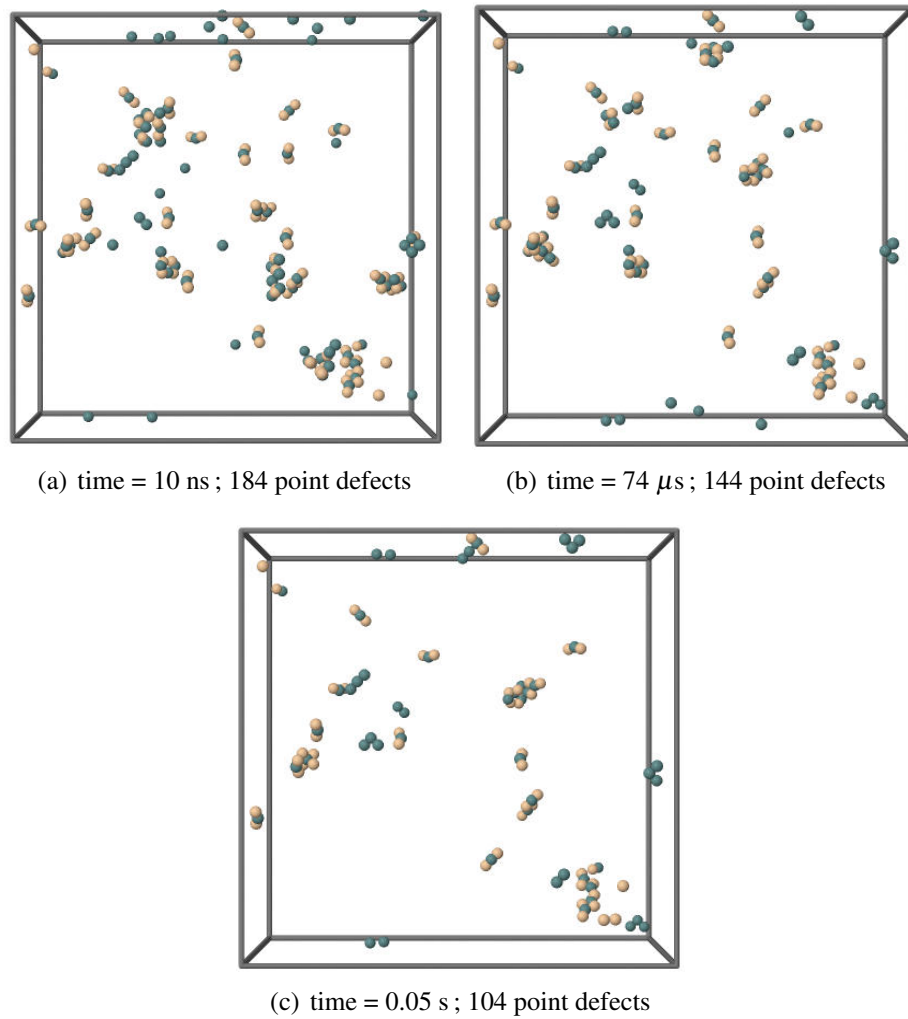 (a) time = 10 ns ; 184 point defects
(b) time = 74 μs ; 144 point defects
(c) time = 0.05 s ; 104 point defects